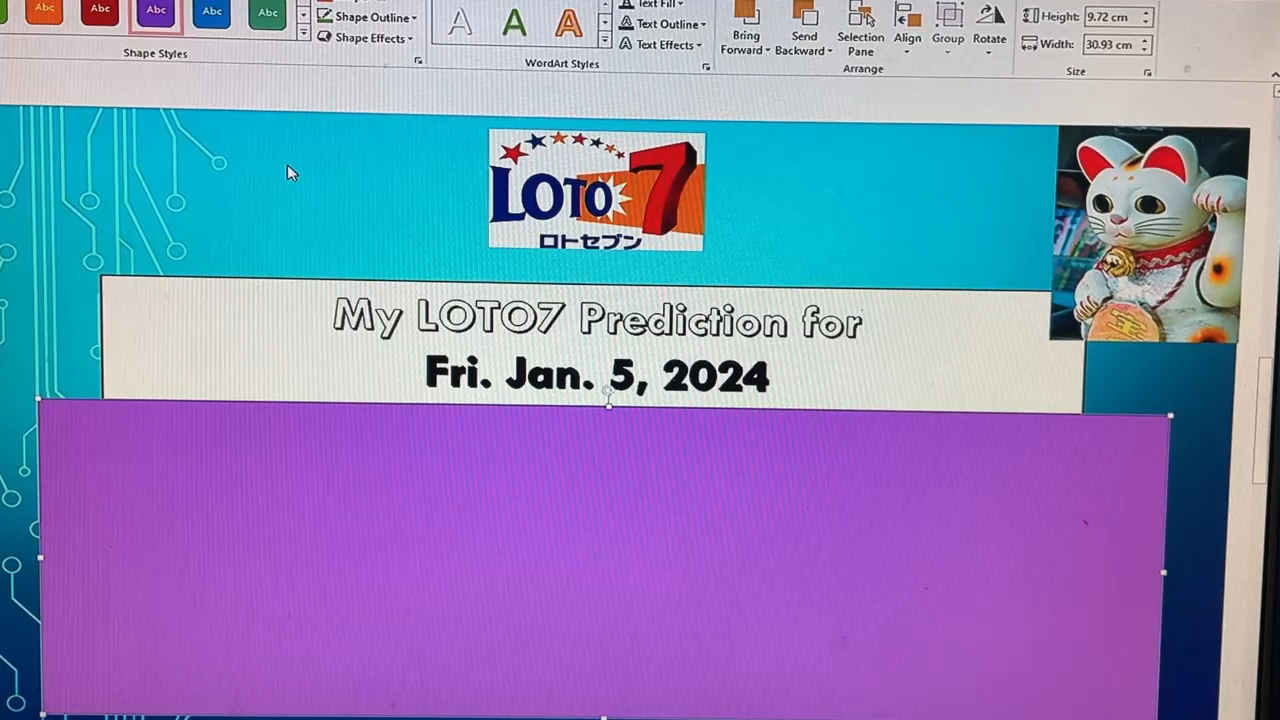 Abc Abc Abc Abc Abc
Shape Outline
Shape Effects
Shape Styles
A A A
Text Fill
Text Outline
Text Effects
WordArt Styles
Bring Forward
Send Backward
Selection Pane
Align
Group
Rotate
Arrange
Height: 9.72 cm
Width: 30.93 cm
Size
LOTO 7
ロトセブン
My LOTO7 Prediction for
Fri. Jan. 5, 2024